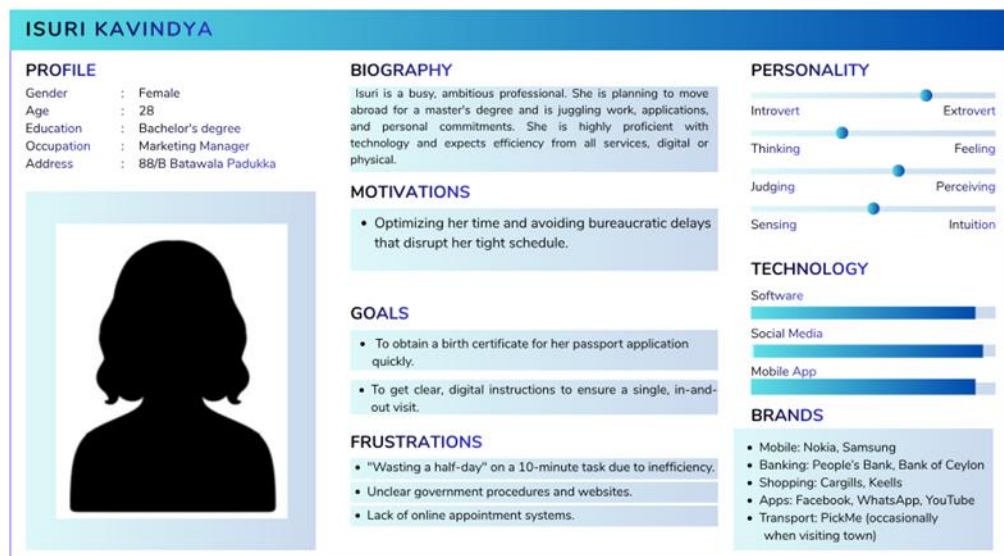 ISURI KAVINDYA
PROFILE
Gender : Female
Age : 28
Education : Bachelor's degree
Occupation : Marketing Manager
Address : 88/B Batawala Padukka
BIOGRAPHY
Isuri is a busy, ambitious professional. She is planning to move
abroad for a master's degree and is juggling work, applications,
and personal commitments. She is highly proficient with
technology and expects efficiency from all services, digital or
physical.
MOTIVATIONS
• Optimizing her time and avoiding bureaucratic delays
that disrupt her tight schedule.
GOALS
• To obtain a birth certificate for her passport application
quickly.
• To get clear, digital instructions to ensure a single, in-and-
out visit.
FRUSTRATIONS
• "Wasting a half-day" on a 10-minute task due to inefficiency.
• Unclear government procedures and websites.
• Lack of online appointment systems.
PERSONALITY
Introvert Extrovert
Thinking Feeling
Judging Perceiving
Sensing Intuition
TECHNOLOGY
Software
Social Media
Mobile App
BRANDS
• Mobile: Nokia, Samsung
• Banking: People's Bank, Bank of Ceylon
• Shopping: Cargills, Keells
• Apps: Facebook, WhatsApp, YouTube
• Transport: PickMe (occasionally
when visiting town)